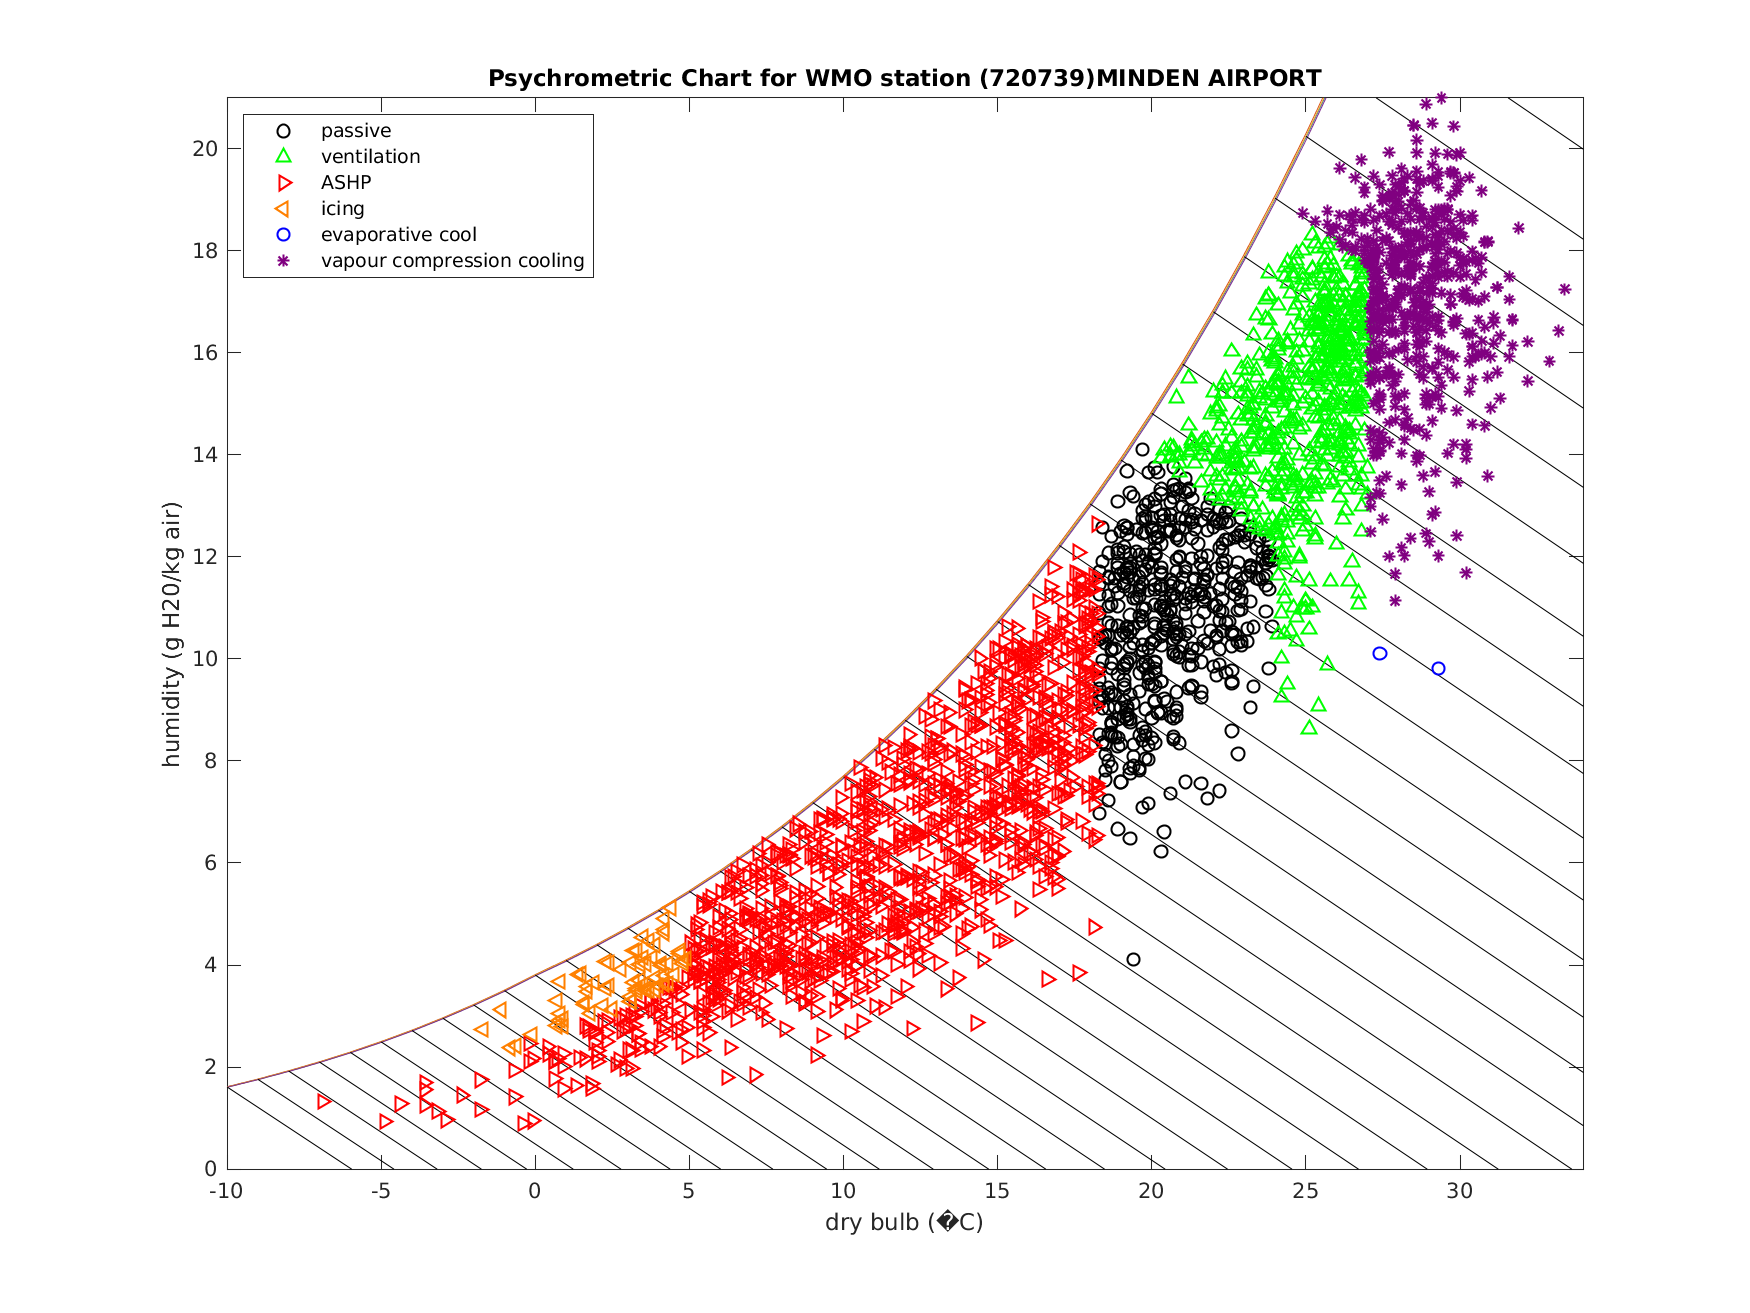 Psychrometric Chart for WMO station (720739)MINDEN AIRPORT
passive
ventilation
ASHP
icing
evaporative cool
vapour compression cooling
humidity (g H20/kg air)
20
18
16
14
12
10
8
6
4
2
0
-10 -5 0 5 10 15 20 25 30
dry bulb (�C)